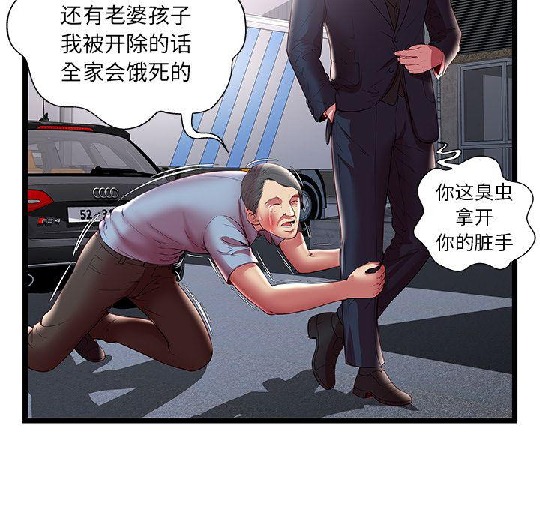 还有老婆孩子
我被开除的话
全家会饿死的
你这臭虫
拿开
你的脏手